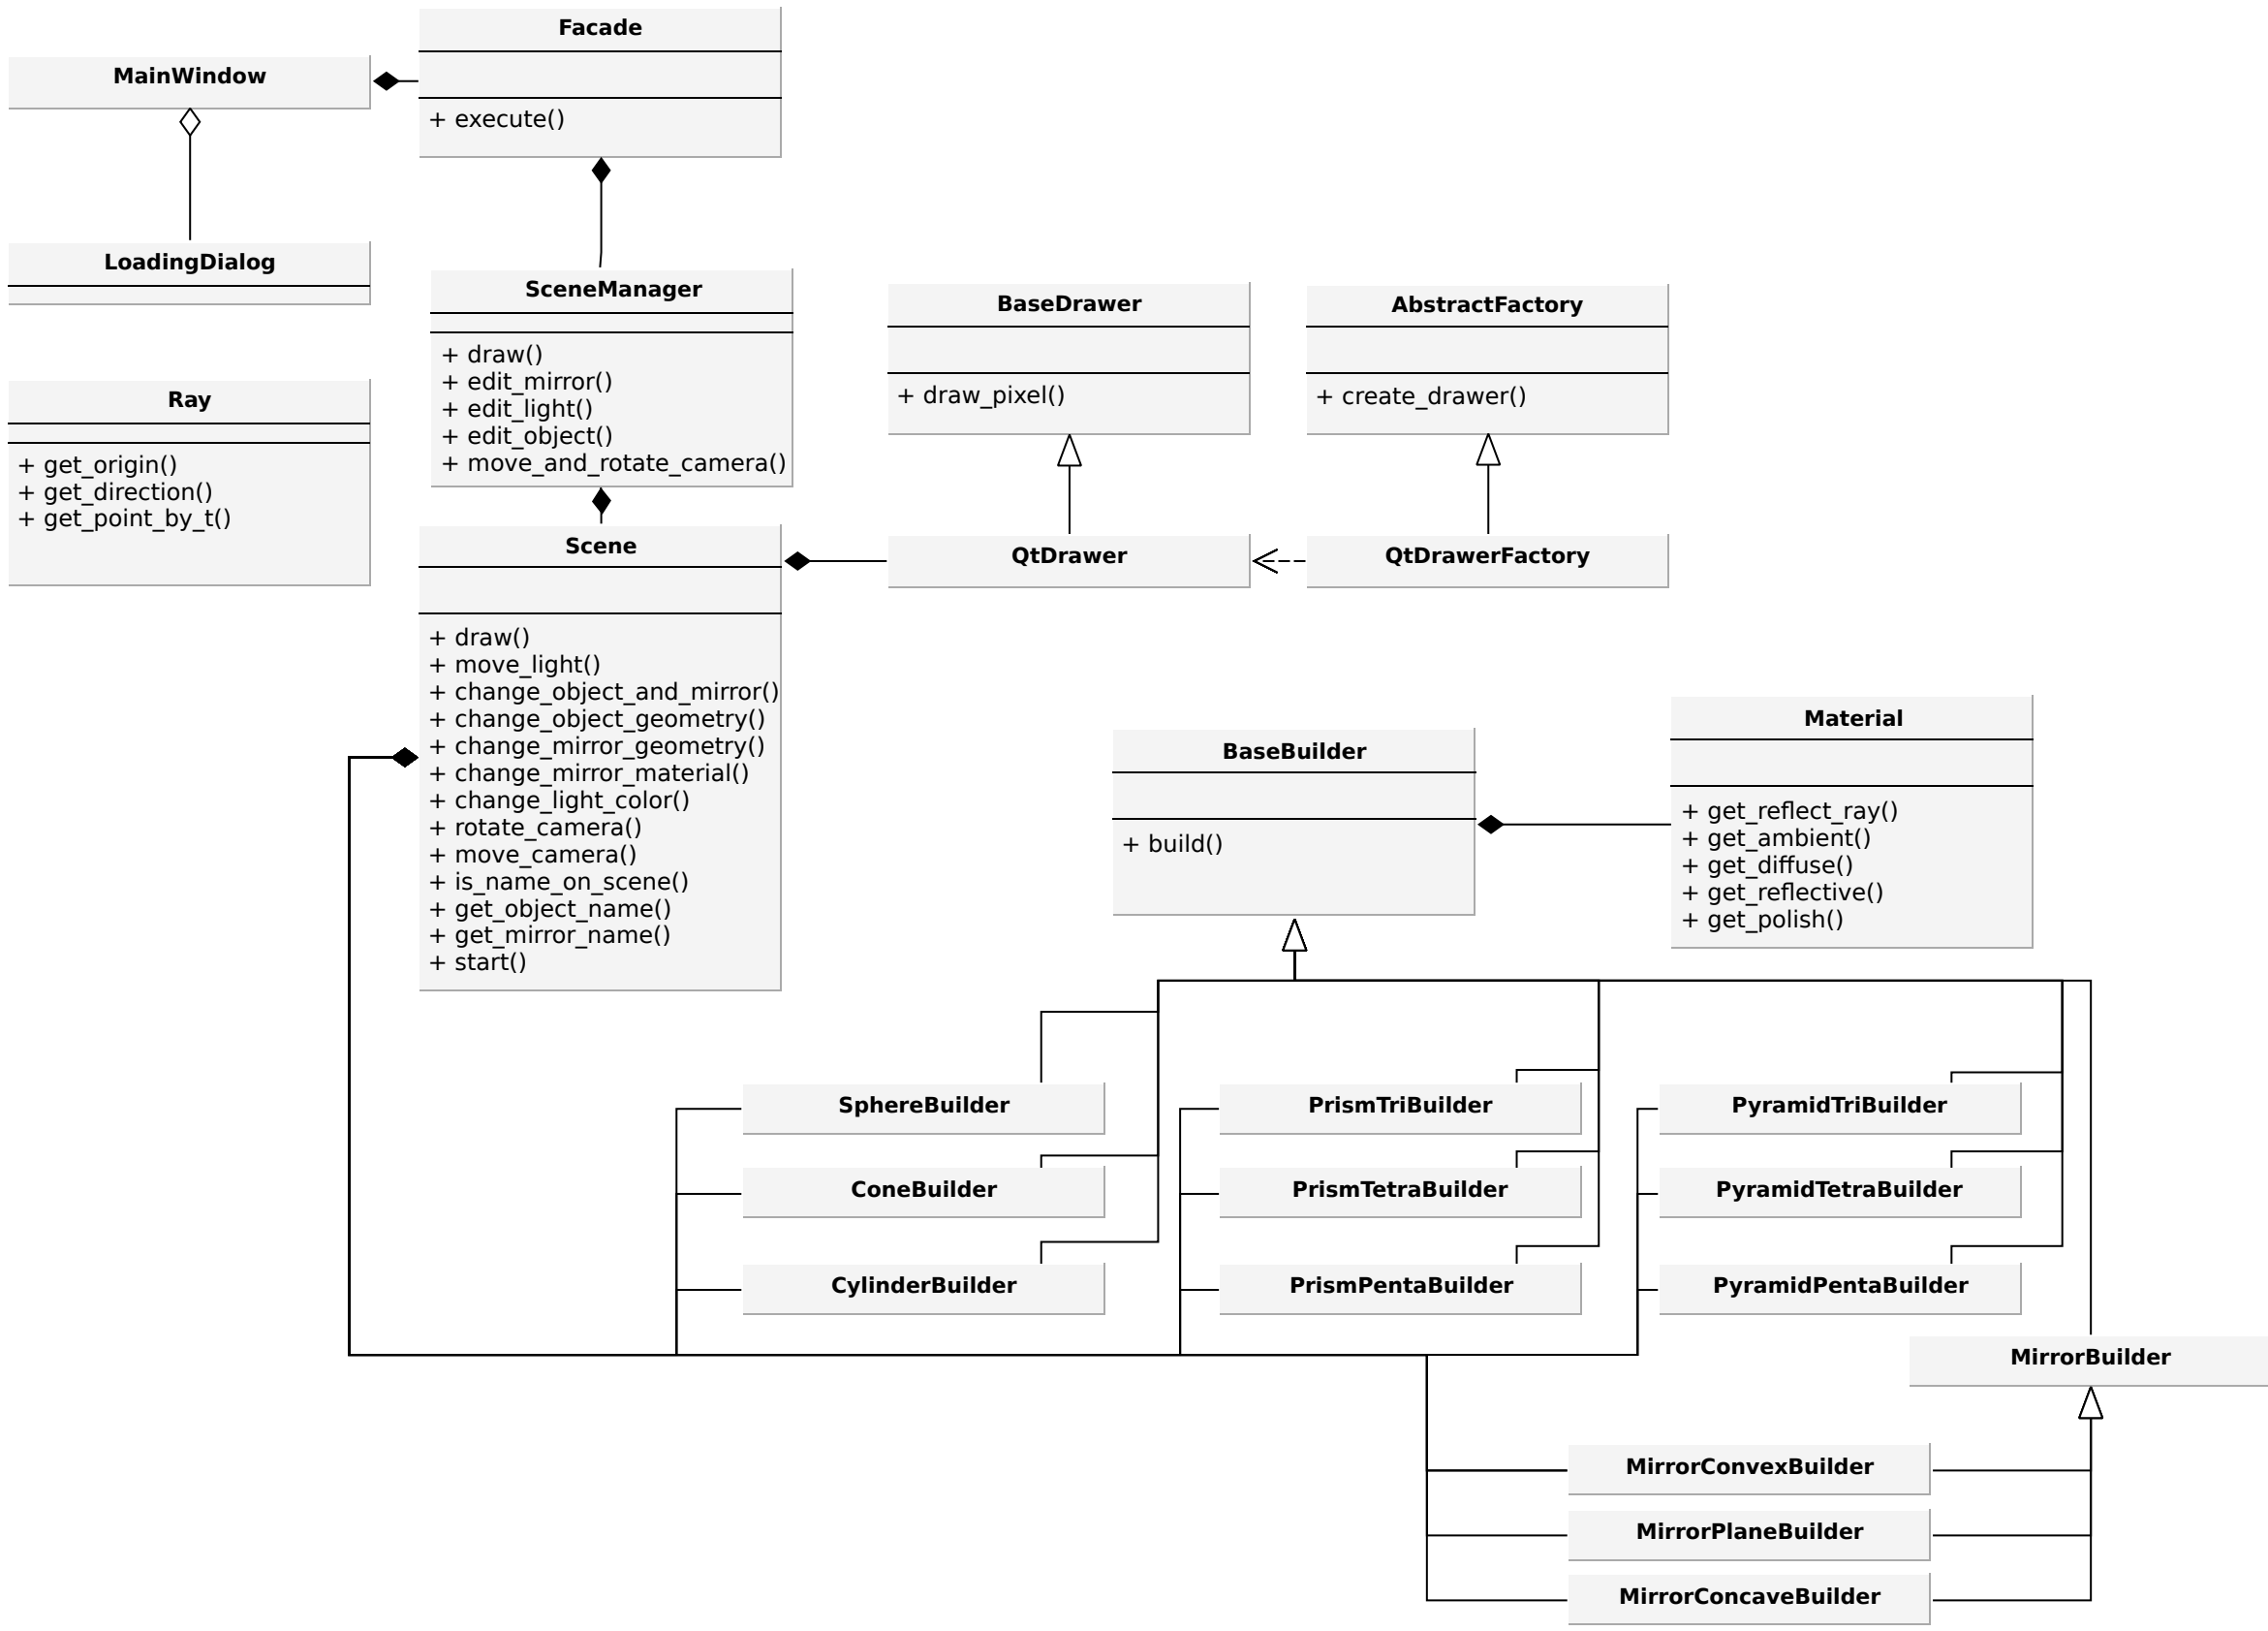 Facade
+ execute()
MainWindow
LoadingDialog
SceneManager
+ draw()
+ edit_mirror()
+ edit_light()
+ edit_object()
+ move_and_rotate_camera()
BaseDrawer
+ draw_pixel()
AbstractFactory
+ create_drawer()
Ray
+ get_origin()
+ get_direction()
+ get_point_by_t()
Scene
+ draw()
+ move_light()
+ change_object_and_mirror()
+ change_object_geometry()
+ change_mirror_geometry()
+ change_mirror_material()
+ change_light_color()
+ rotate_camera()
+ move_camera()
+ is_name_on_scene()
+ get_object_name()
+ get_mirror_name()
+ start()
QtDrawer
QtDrawerFactory
BaseBuilder
+ build()
Material
+ get_reflect_ray()
+ get_ambient()
+ get_diffuse()
+ get_reflective()
+ get_polish()
SphereBuilder
PrismTriBuilder
PyramidTriBuilder
ConeBuilder
PrismTetraBuilder
PyramidTetraBuilder
CylinderBuilder
PrismPentaBuilder
PyramidPentaBuilder
MirrorBuilder
MirrorConvexBuilder
MirrorPlaneBuilder
MirrorConcaveBuilder